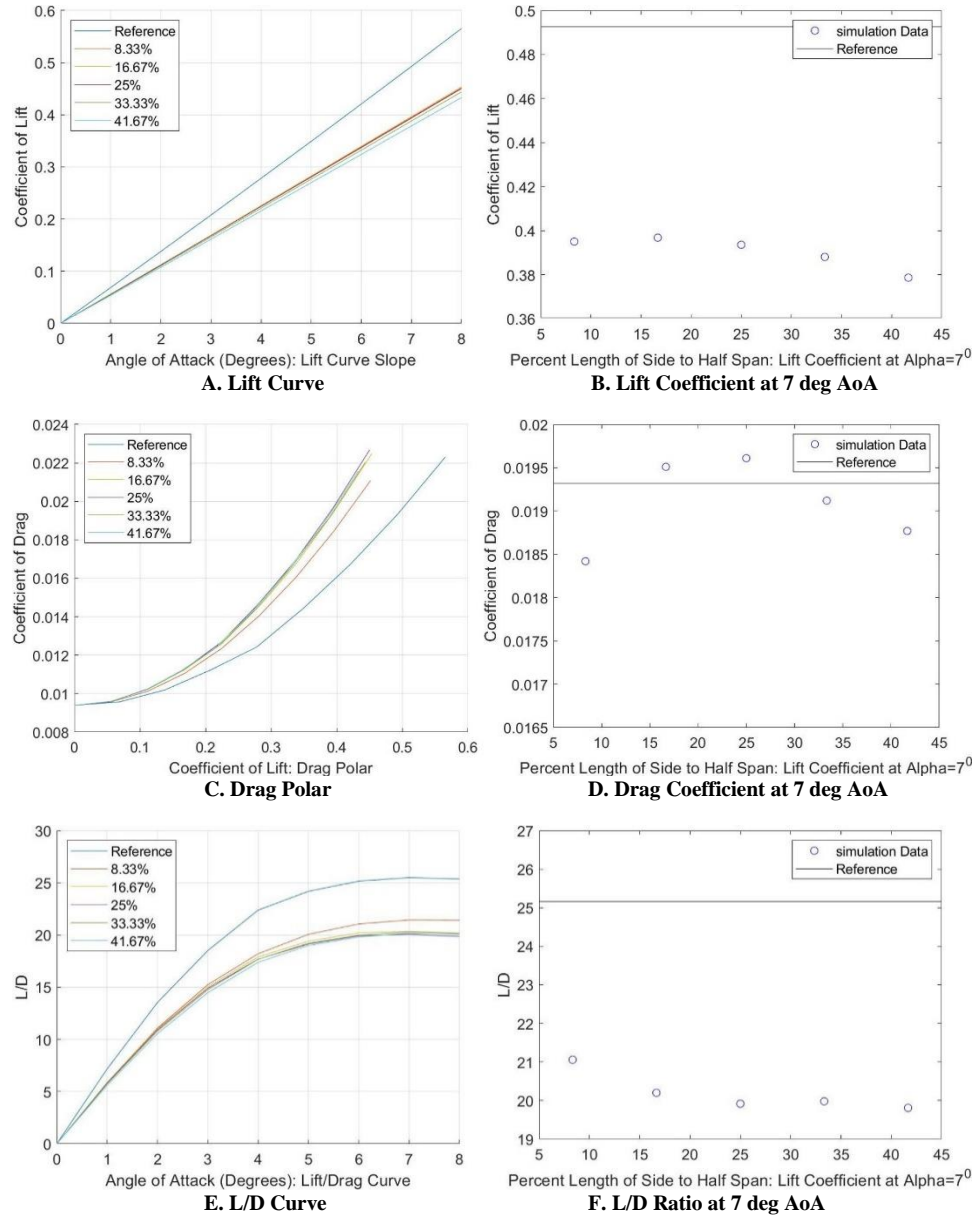 0.6
0.5
0.4
0.3
0.2
0.1
0
Coefficient of Lift
Reference
8.33%
16.67%
25%
33.33%
41.67%
0 1 2 3 4 5 6 7 8
Angle of Attack (Degrees): Lift Curve Slope
A. Lift Curve
0.5
0.48
0.46
0.44
0.42
0.4
0.38
0.36
Coefficient of Lift
simulation Data
Reference
5 10 15 20 25 30 35 40 45
Percent Length of Side to Half Span: Lift Coefficient at Alpha=7⁰
B. Lift Coefficient at 7 deg AoA
0.024
0.022
0.02
0.018
0.016
0.014
0.012
0.01
0.008
Coefficient of Drag
Reference
8.33%
16.67%
25%
33.33%
41.67%
0 0.1 0.2 0.3 0.4 0.5 0.6
Coefficient of Lift: Drag Polar
C. Drag Polar
0.02
0.0195
0.019
0.0185
0.018
0.0175
0.017
0.0165
Coefficient of Drag
simulation Data
Reference
5 10 15 20 25 30 35 40 45
Percent Length of Side to Half Span: Lift Coefficient at Alpha=7⁰
D. Drag Coefficient at 7 deg AoA
30
25
20
15
10
5
0
L/D
Reference
8.33%
16.67%
25%
33.33%
41.67%
0 1 2 3 4 5 6 7 8
Angle of Attack (Degrees): Lift/Drag Curve
E. L/D Curve
27
26
25
24
23
22
21
20
19
L/D
simulation Data
Reference
5 10 15 20 25 30 35 40 45
Percent Length of Side to Half Span: Lift Coefficient at Alpha=7⁰
F. L/D Ratio at 7 deg AoA